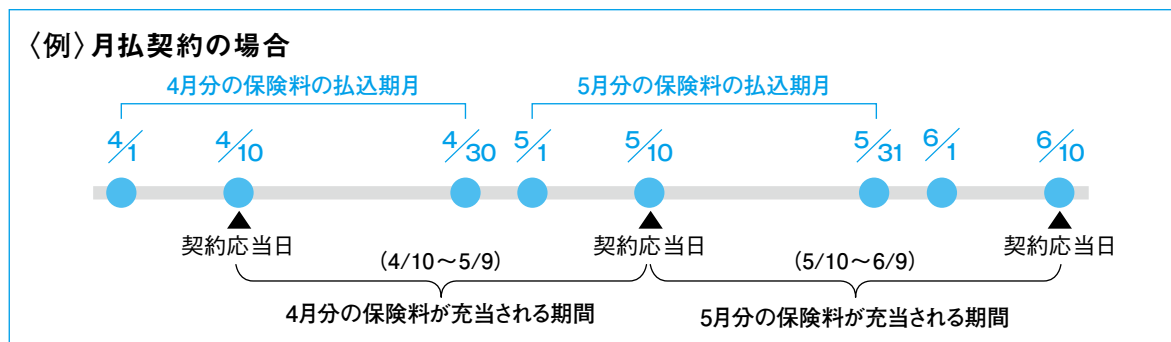 〈例〉月払契約の場合
4月分の保険料の払込期月 5月分の保険料の払込期月
4/1 4/10 4/30 5/1 5/10 5/31 6/1 6/10
契約応当日 契約応当日 契約応当日
(4/10～5/9) (5/10～6/9)
4月分の保険料が充当される期間 5月分の保険料が充当される期間